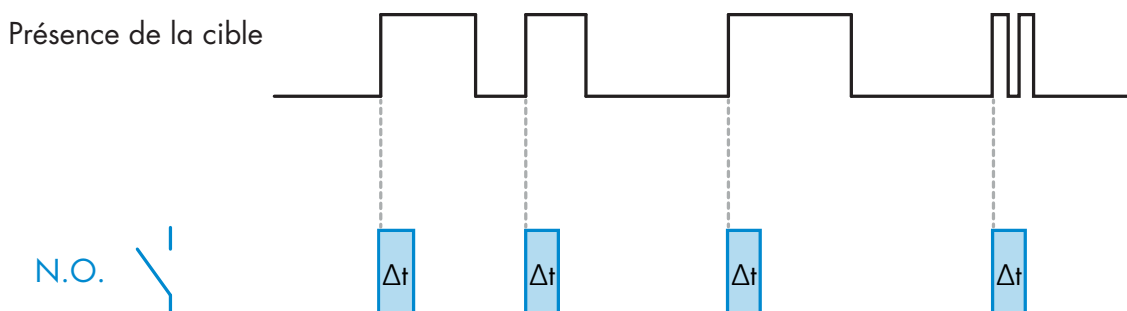 Présence de la cible
N.O.
Δt Δt Δt Δt